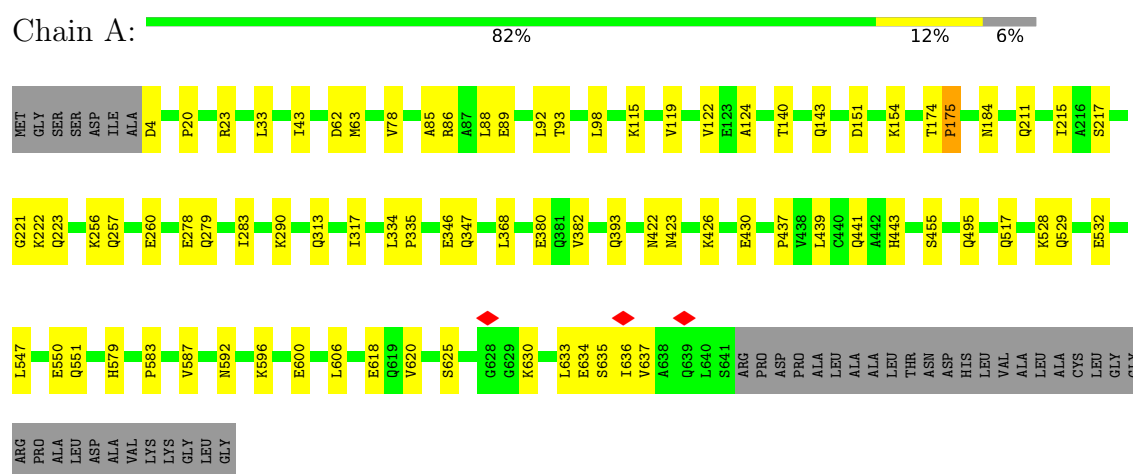 Chain A:
82% 12% 6%
MET GLY SER SER ASP ILE ALA D4 P20 R23 L33 I43 D62 M63 V78 A85 R86 A87 L88 E89 L92 T93 L98 K115 V119 V122 E123 A124 T140 Q143 D151 K154 T174 P175 N184 Q211 I215 A216 S217
G221 K222 Q223 K256 Q257 E260 E278 Q279 I283 K290 Q313 I317 L334 P335 E346 Q347 L368 E380 Q381 V382 Q393 N422 N423 K426 E430 P437 V438 L439 C440 Q441 A442 H443 S455 Q495 Q517 K528 Q529 E532
L547 E550 Q551 H579 P583 V587 N592 K596 E600 L606 E618 Q619 V620 S625 G628 G629 K630 L633 E634 S635 I636 V637 A638 Q639 L640 S641 ARG PRO ASP PRO ALA LEU ALA ALA LEU THR ASN ASP HIS LEU VAL ALA LEU ALA CYS LEU GLY GLY
ARG PRO ALA LEU ASP ALA VAL LYS LYS GLY LEU GLY